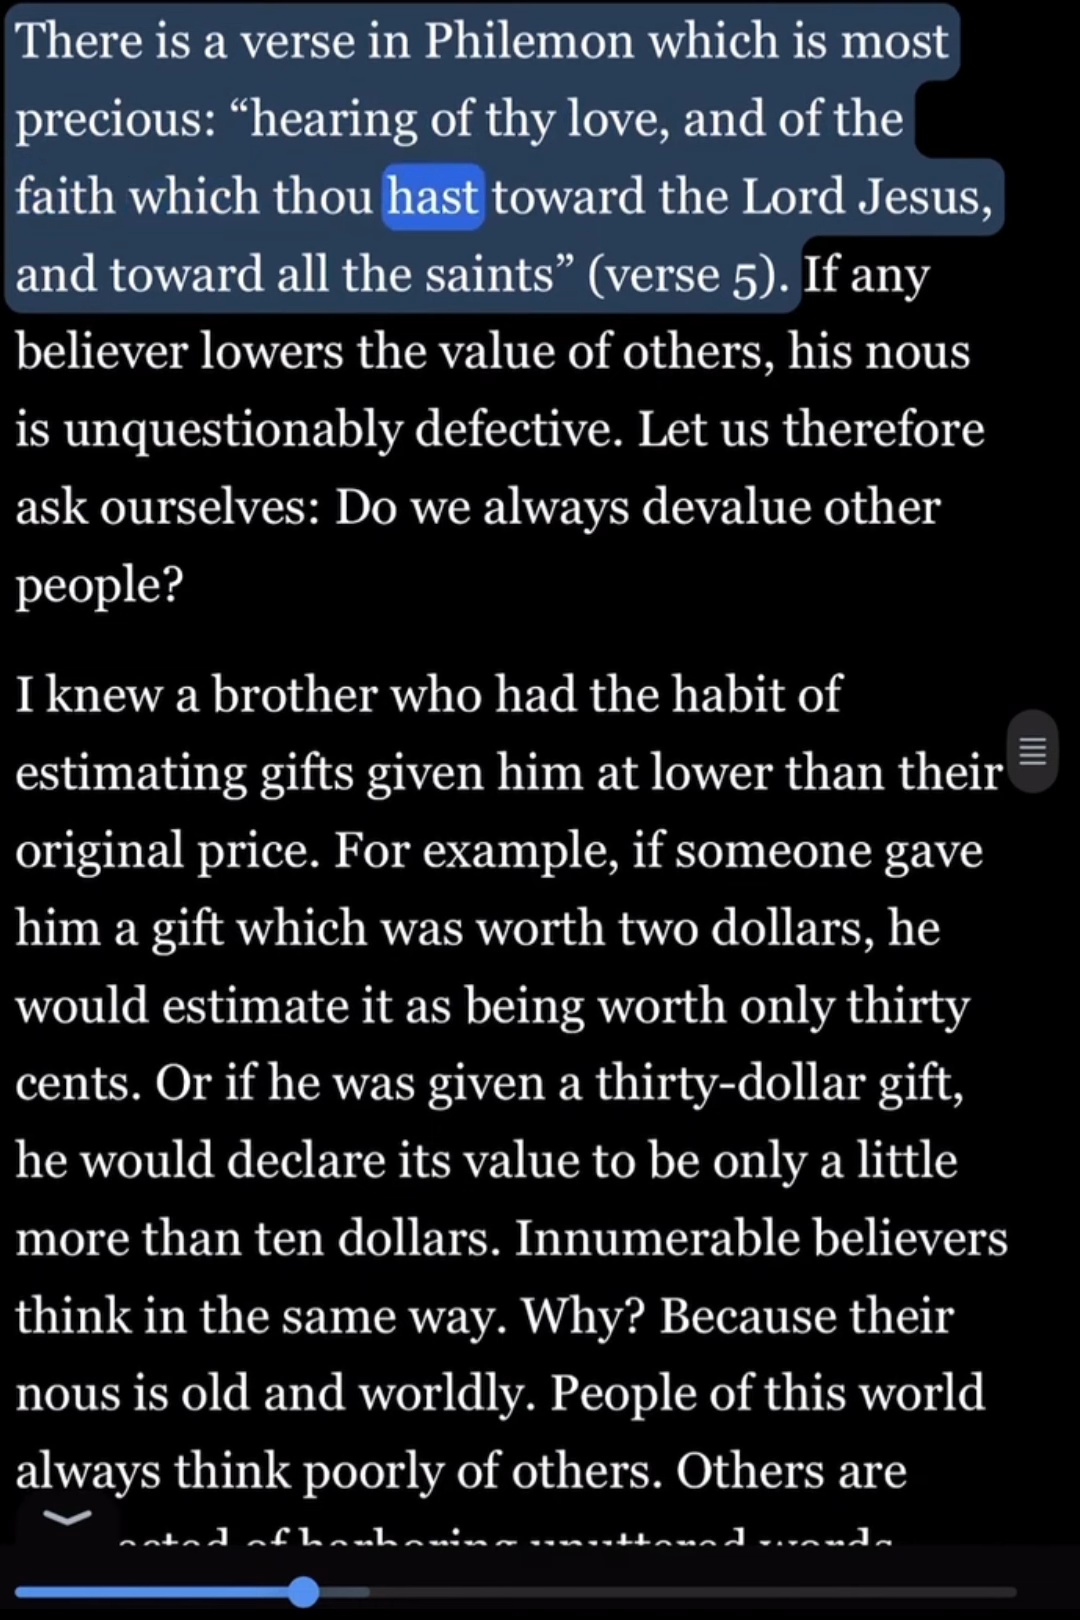 There is a verse in Philemon which is most
precious: “hearing of thy love, and of the
faith which thou hast toward the Lord Jesus,
and toward all the saints” (verse 5). If any
believer lowers the value of others, his nous
is unquestionably defective. Let us therefore
ask ourselves: Do we always devalue other
people?
I knew a brother who had the habit of
estimating gifts given him at lower than their
original price. For example, if someone gave
him a gift which was worth two dollars, he
would estimate it as being worth only thirty
cents. Or if he was given a thirty-dollar gift,
he would declare its value to be only a little
more than ten dollars. Innumerable believers
think in the same way. Why? Because their
nous is old and worldly. People of this world
always think poorly of others. Others are
of harboring unuttered words